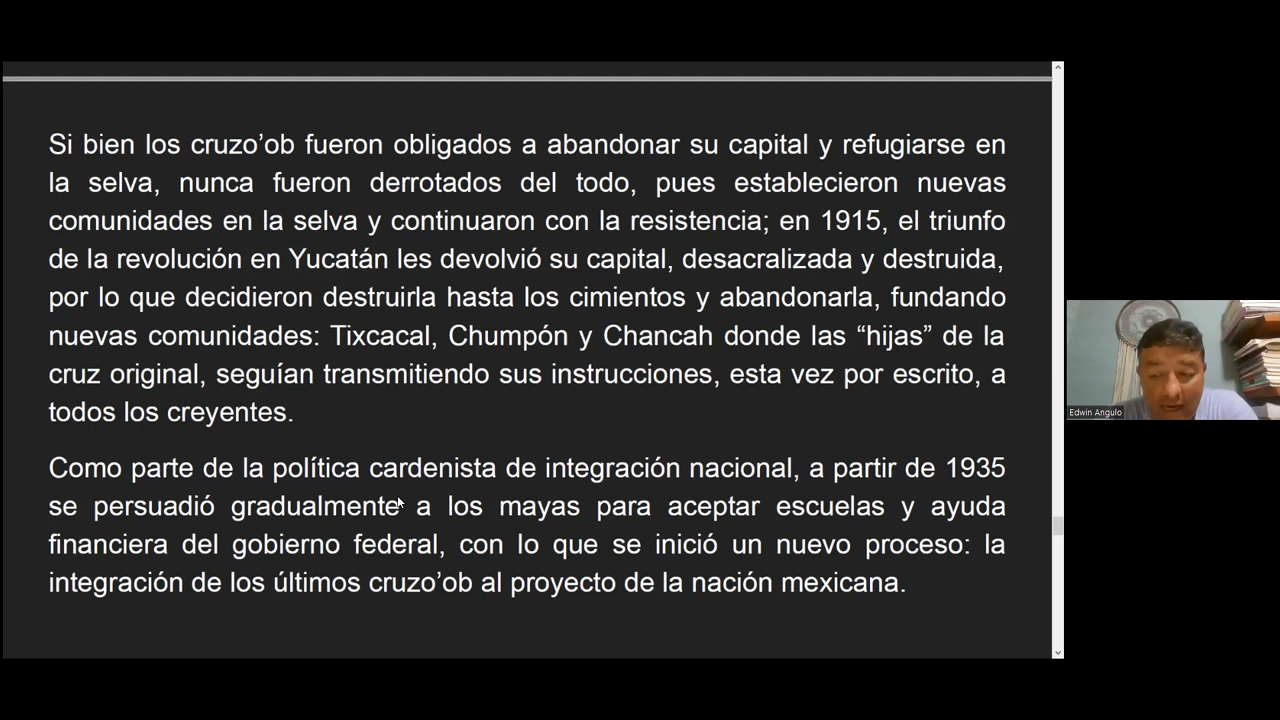 Si bien los cruzo’ob fueron obligados a abandonar su capital y refugiarse en
la selva, nunca fueron derrotados del todo, pues establecieron nuevas
comunidades en la selva y continuaron con la resistencia; en 1915, el triunfo
de la revolución en Yucatán les devolvió su capital, desacralizada y destruida,
por lo que decidieron destruirla hasta los cimientos y abandonarla, fundando
nuevas comunidades: Tixcacal, Chumpón y Chancah donde las “hijas” de la
cruz original, seguían transmitiendo sus instrucciones, esta vez por escrito, a
todos los creyentes.
Como parte de la política cardenista de integración nacional, a partir de 1935
se persuadió gradualmente a los mayas para aceptar escuelas y ayuda
financiera del gobierno federal, con lo que se inició un nuevo proceso: la
integración de los últimos cruzo’ob al proyecto de la nación mexicana.
Edwin Angulo